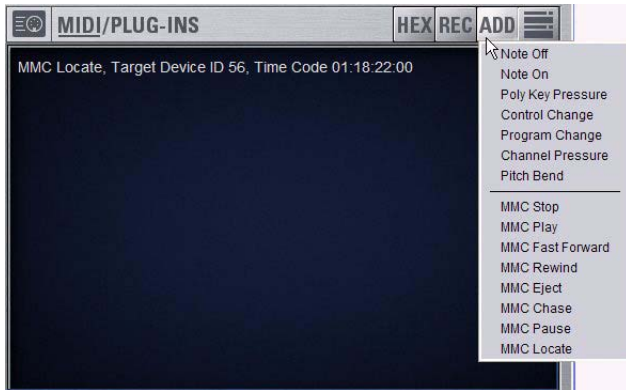 MIDI/PLUG-INS HEX REC ADD
MMC Locate, Target Device ID 56, Time Code 01:18:22:00
Note Off
Note On
Poly Key Pressure
Control Change
Program Change
Channel Pressure
Pitch Bend
MMC Stop
MMC Play
MMC Fast Forward
MMC Rewind
MMC Eject
MMC Chase
MMC Pause
MMC Locate